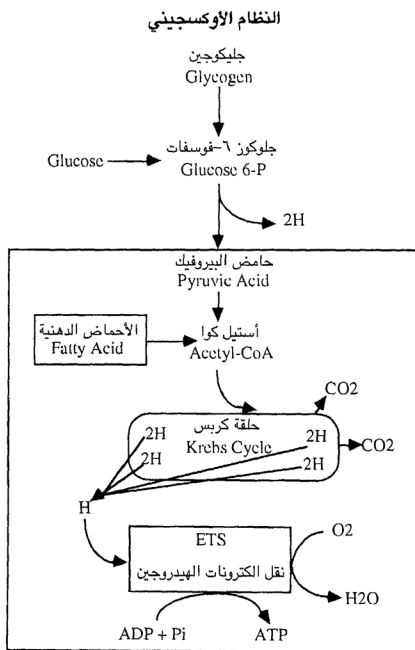 النظام الأوكسجيني
جليكوجين
Glycogen
جلوكوز ٦-فوسفات
Glucose
Glucose 6-P
2H
حامض البيروفيك
Pyruvic Acid
الأحماض الدهنية
Fatty Acid
أستيل كوا
Acetyl-CoA
CO2
حلقة كربس
Krebs Cycle
2H
2H
2H
2H
CO2
H
ETS
نقل الكترونات الهيدروجين
O2
H2O
ADP + Pi
ATP